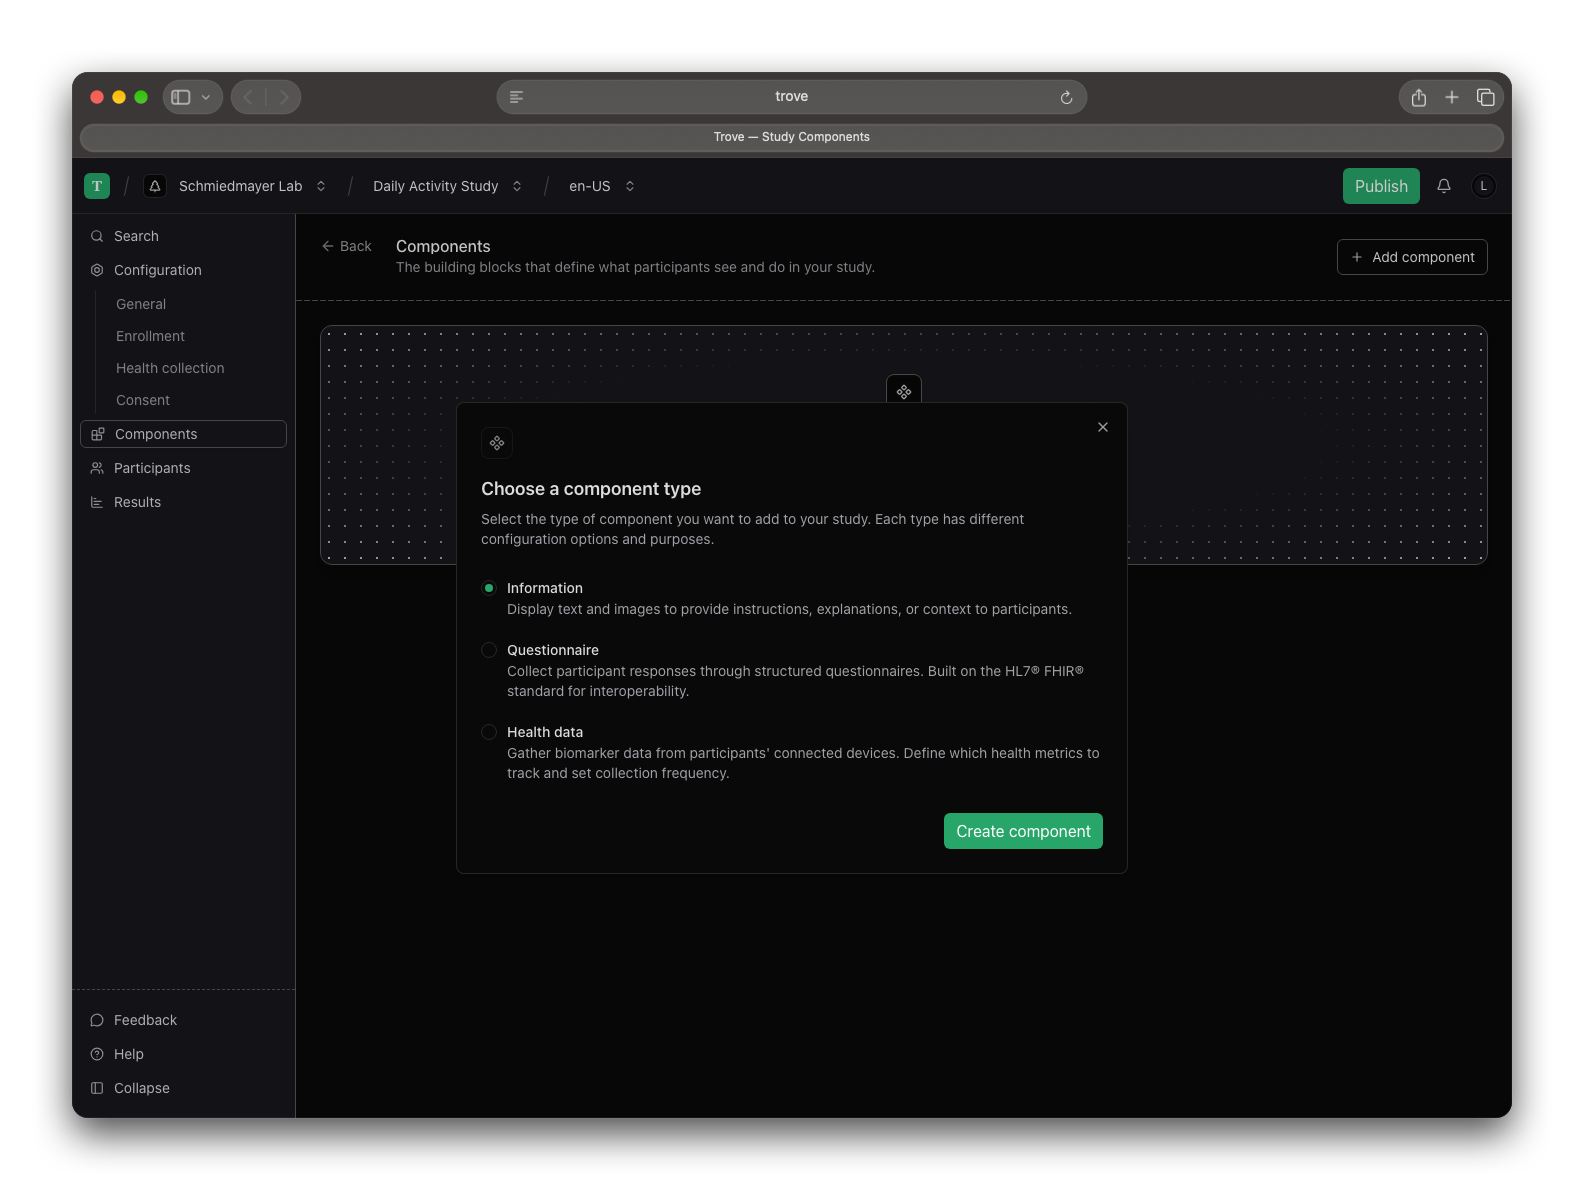 trove
Trove — Study Components
T / Schmiedmayer Lab / Daily Activity Study / en-US
Publish
L
Search
Configuration
General
Enrollment
Health collection
Consent
Components
Participants
Results
Feedback
Help
Collapse
Back
Components
The building blocks that define what participants see and do in your study.
Add component
Choose a component type
Select the type of component you want to add to your study. Each type has different
configuration options and purposes.
Information
Display text and images to provide instructions, explanations, or context to participants.
Questionnaire
Collect participant responses through structured questionnaires. Built on the HL7® FHIR®
standard for interoperability.
Health data
Gather biomarker data from participants' connected devices. Define which health metrics to
track and set collection frequency.
Create component